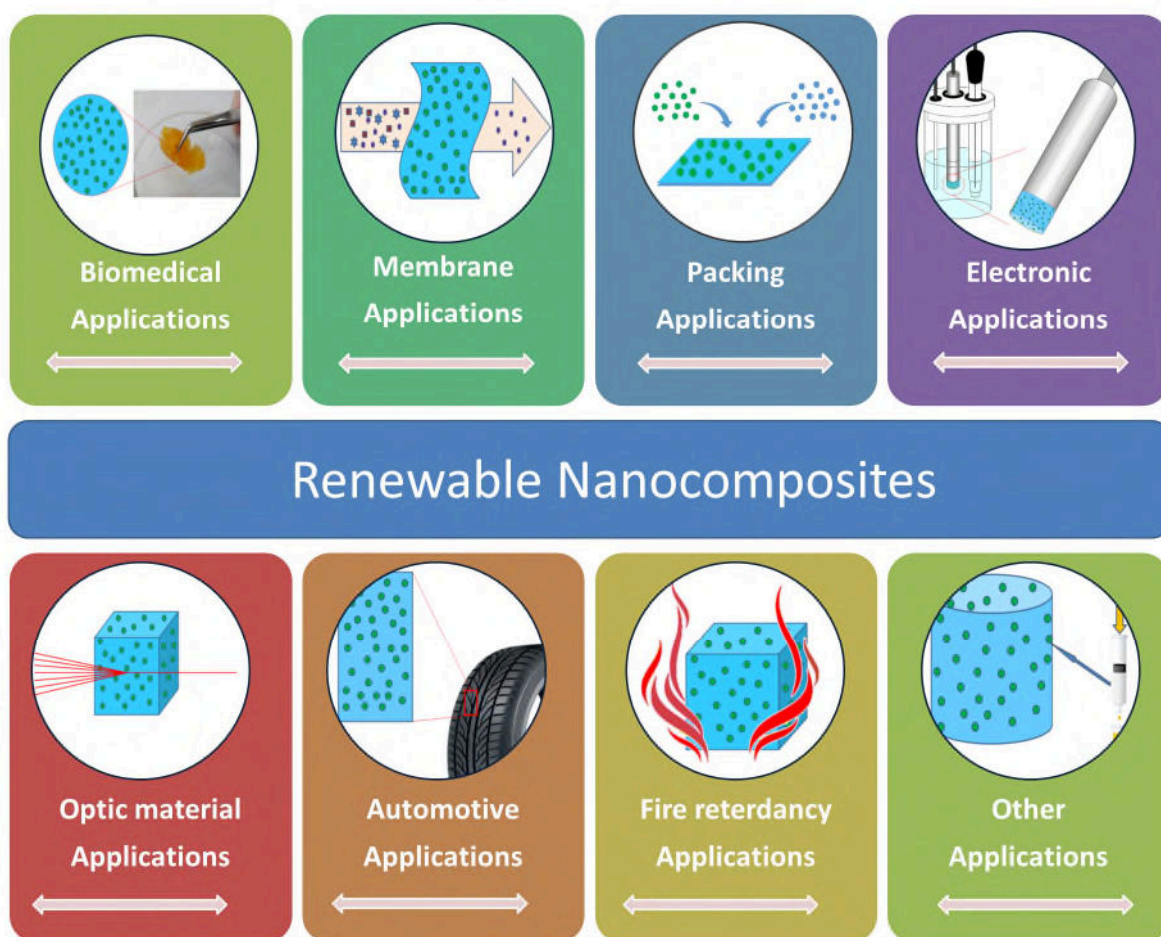 Biomedical
Applications
Membrane
Applications
Packing
Applications
Electronic
Applications
Renewable Nanocomposites
Optic material
Applications
Automotive
Applications
Fire reterdancy
Applications
Other
Applications